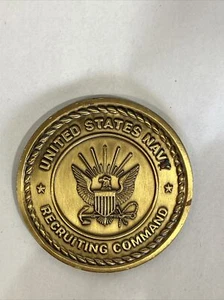 UNITED STATES NAVY
RECRUITING COMMAND